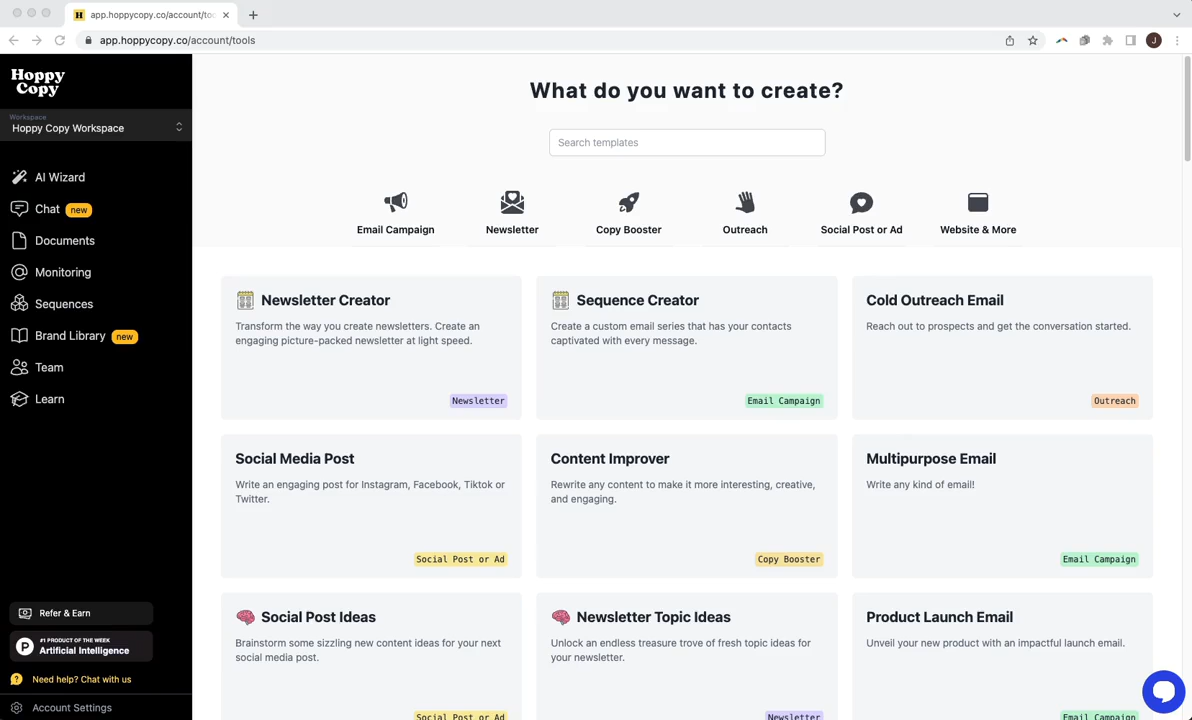 app.hoppycopy.co/account/too
app.hoppycopy.co/account/tools
J
Hoppy
Copy
Workspace
Hoppy Copy Workspace
AI Wizard
Chat new
Documents
Monitoring
Sequences
Brand Library new
Team
Learn
Refer & Earn
#1 PRODUCT OF THE WEEK
Artificial Intelligence
Need help? Chat with us
Account Settings
What do you want to create?
Search templates
Email Campaign
Newsletter
Copy Booster
Outreach
Social Post or Ad
Website & More
Newsletter Creator
Transform the way you create newsletters. Create an
engaging picture-packed newsletter at light speed.
Newsletter
Sequence Creator
Create a custom email series that has your contacts
captivated with every message.
Email Campaign
Cold Outreach Email
Reach out to prospects and get the conversation started.
Outreach
Social Media Post
Write an engaging post for Instagram, Facebook, Tiktok or
Twitter.
Social Post or Ad
Content Improver
Rewrite any content to make it more interesting, creative,
and engaging.
Copy Booster
Multipurpose Email
Write any kind of email!
Email Campaign
Social Post Ideas
Brainstorm some sizzling new content ideas for your next
social media post.
Social Post or Ad
Newsletter Topic Ideas
Unlock an endless treasure trove of fresh topic ideas for
your newsletter.
Newsletter
Product Launch Email
Unveil your new product with an impactful launch email.
Email Campaign